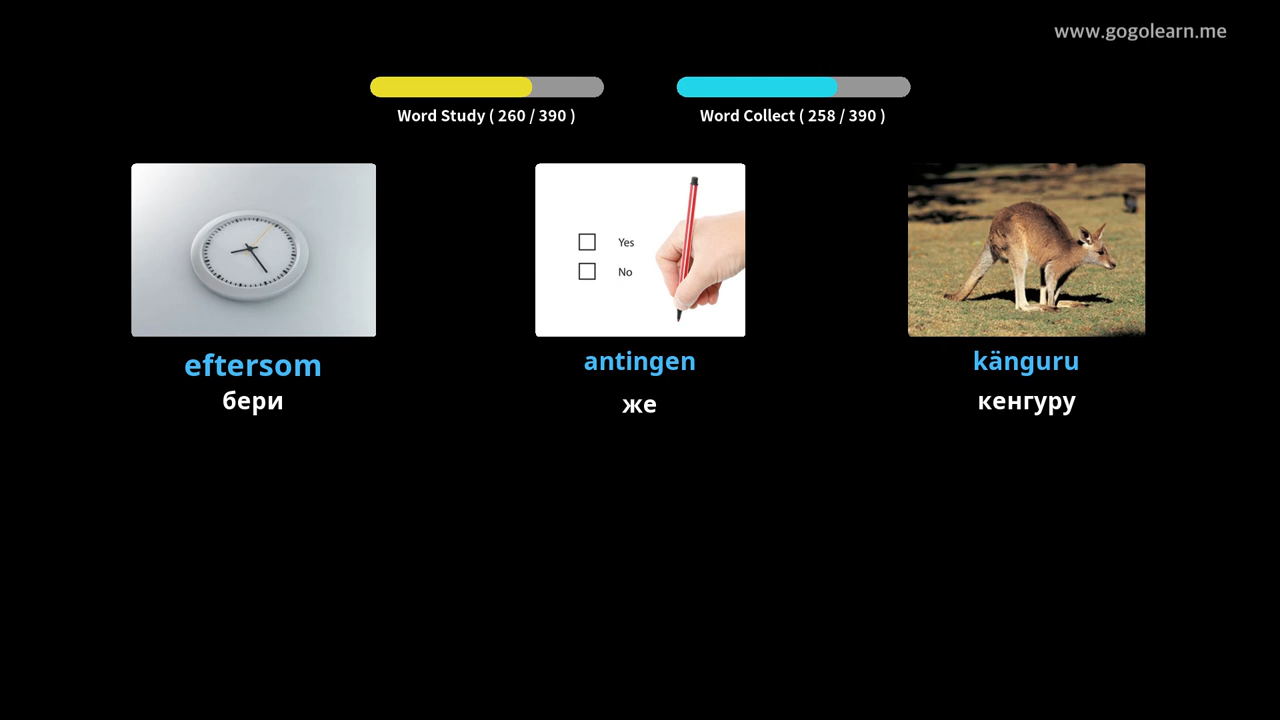 www.gogolearn.me
Word Study ( 260 / 390 )
Word Collect ( 258 / 390 )
Yes
No
eftersom
antingen
känguru
бери
же
кенгуру